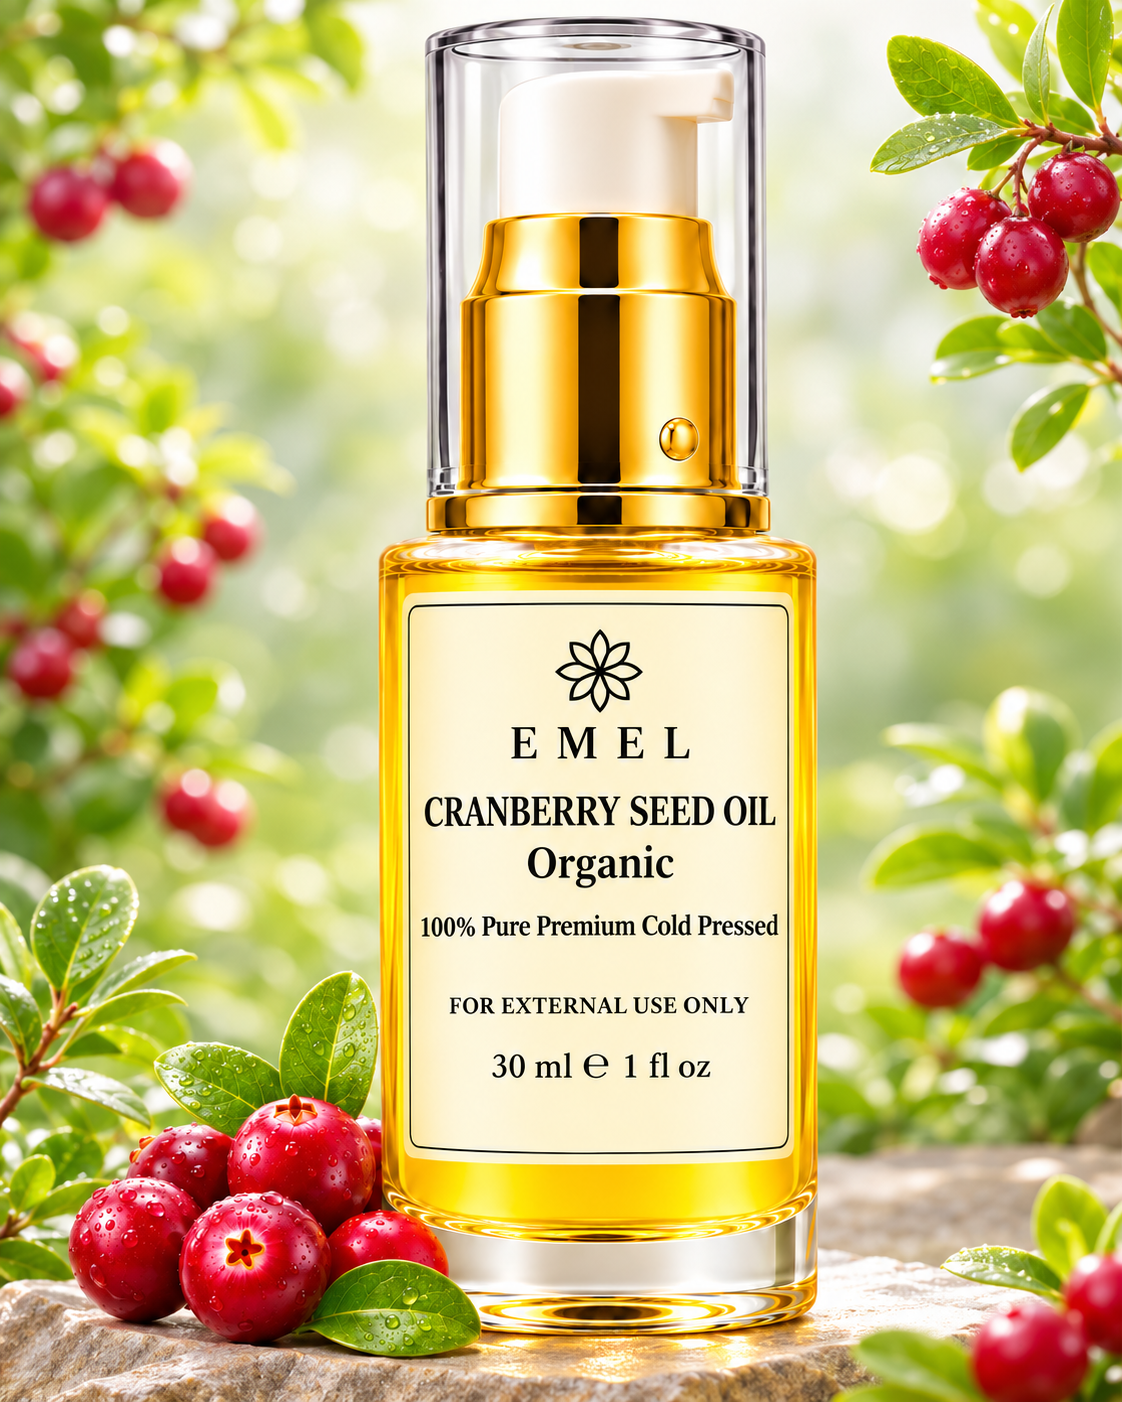 EMEL
CRANBERRY SEED OIL
Organic
100% Pure Premium Cold Pressed
FOR EXTERNAL USE ONLY
30 ml ℮ 1 fl oz